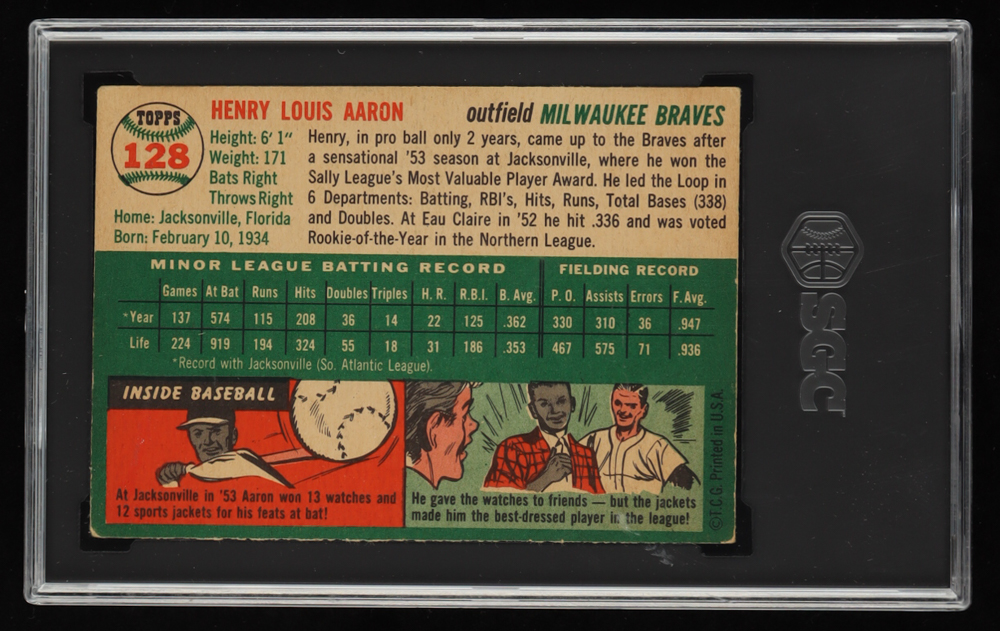 TOPPS
128
HENRY LOUIS AARON
outfield MILWAUKEE BRAVES
Height: 6' 1"
Weight: 171
Bats Right
Throws Right
Home: Jacksonville, Florida
Born: February 10, 1934
Henry, in pro ball only 2 years, came up to the Braves after
a sensational '53 season at Jacksonville, where he won the
Sally League's Most Valuable Player Award. He led the Loop in
6 Departments: Batting, RBI's, Hits, Runs, Total Bases (338)
and Doubles. At Eau Claire in '52 he hit .336 and was voted
Rookie-of-the-Year in the Northern League.
MINOR LEAGUE BATTING RECORD FIELDING RECORD
Games At Bat Runs Hits Doubles Triples H. R. R.B.I. B. Avg. P. O. Assists Errors F. Avg.
*Year 137 574 115 208 36 14 22 125 .362 330 310 36 .947
Life 224 919 194 324 55 18 31 186 .353 467 575 71 .936
*Record with Jacksonville (So. Atlantic League).
INSIDE BASEBALL
At Jacksonville in '53 Aaron won 13 watches and
12 sports jackets for his feats at bat!
He gave the watches to friends — but the jackets
made him the best-dressed player in the league!
©T.C.G. Printed in U.S.A.
SGC